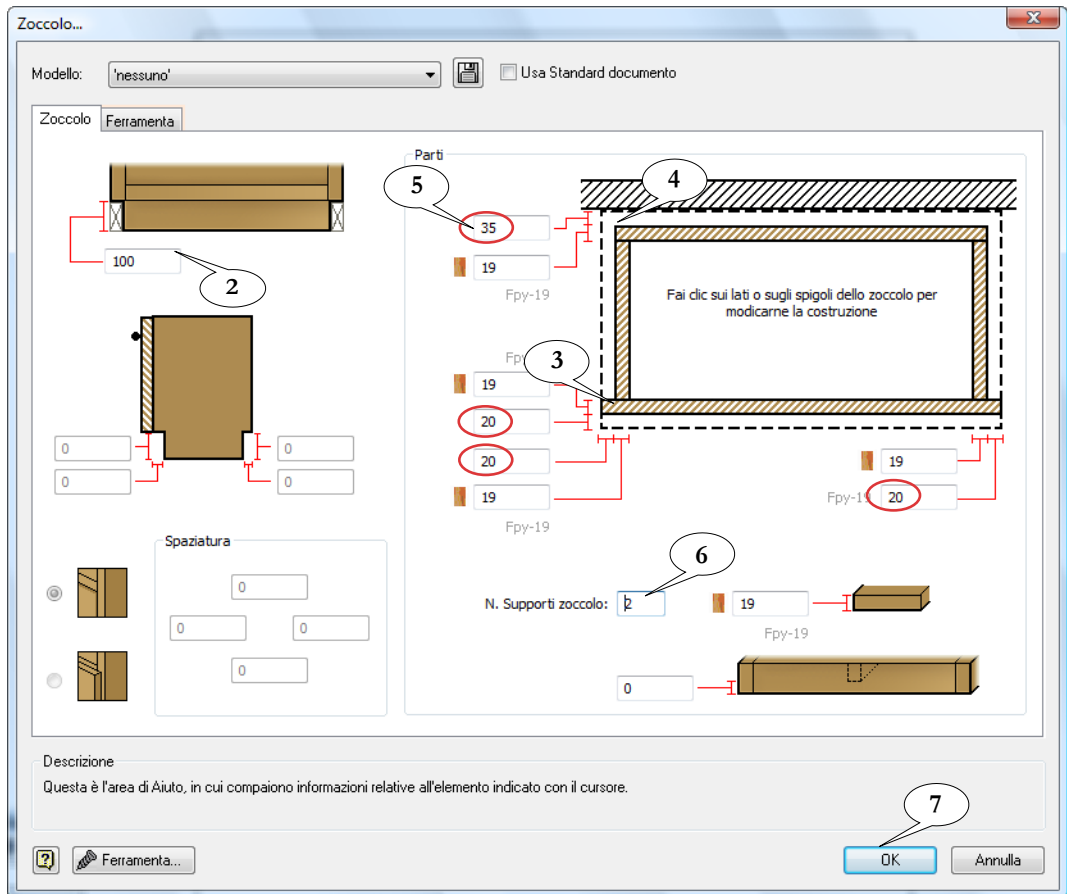 Zoccolo...
Modello:
'nessuno'
Usa Standard documento
Zoccolo
Ferramenta
Parti
5
4
35
100
2
19
Fpy-19
Fai clic sui lati o sugli spigoli dello zoccolo per
modicarne la costruzione
3
19
20
0
0
20
19
0
0
19
Fpy-19
20
Fpy-19
Spaziatura
6
0
N. Supporti zoccolo:
2
19
0
0
Fpy-19
0
0
Descrizione
Questa è l'area di Aiuto, in cui compaiono informazioni relative all'elemento indicato con il cursore.
7
Ferramenta...
OK
Annulla